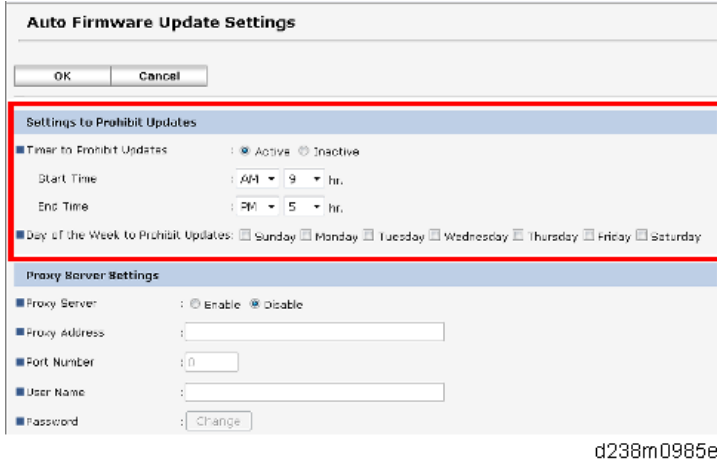 Auto Firmware Update Settings
OK Cancel
Settings to Prohibit Updates
Timer to Prohibit Updates : Active Inactive
Start Time : AM 9 hr.
End Time : PM 5 hr.
Day of the Week to Prohibit Updates: Sunday Monday Tuesday Wednesday Thursday Friday Saturday
Proxy Server Settings
Proxy Server : Enable Disable
Proxy Address :
Port Number : 0
User Name :
Password : Change
d238m0985e